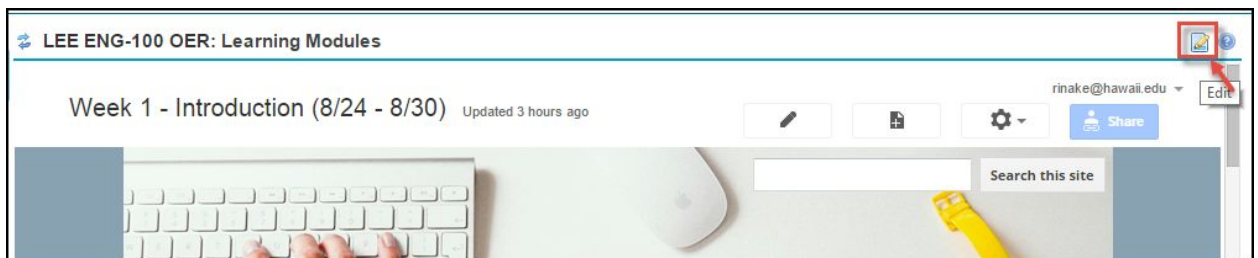 LEE ENG-100 OER: Learning Modules
rinake@hawaii.edu
Edit
Week 1 - Introduction (8/24 - 8/30) Updated 3 hours ago
Share
Search this site